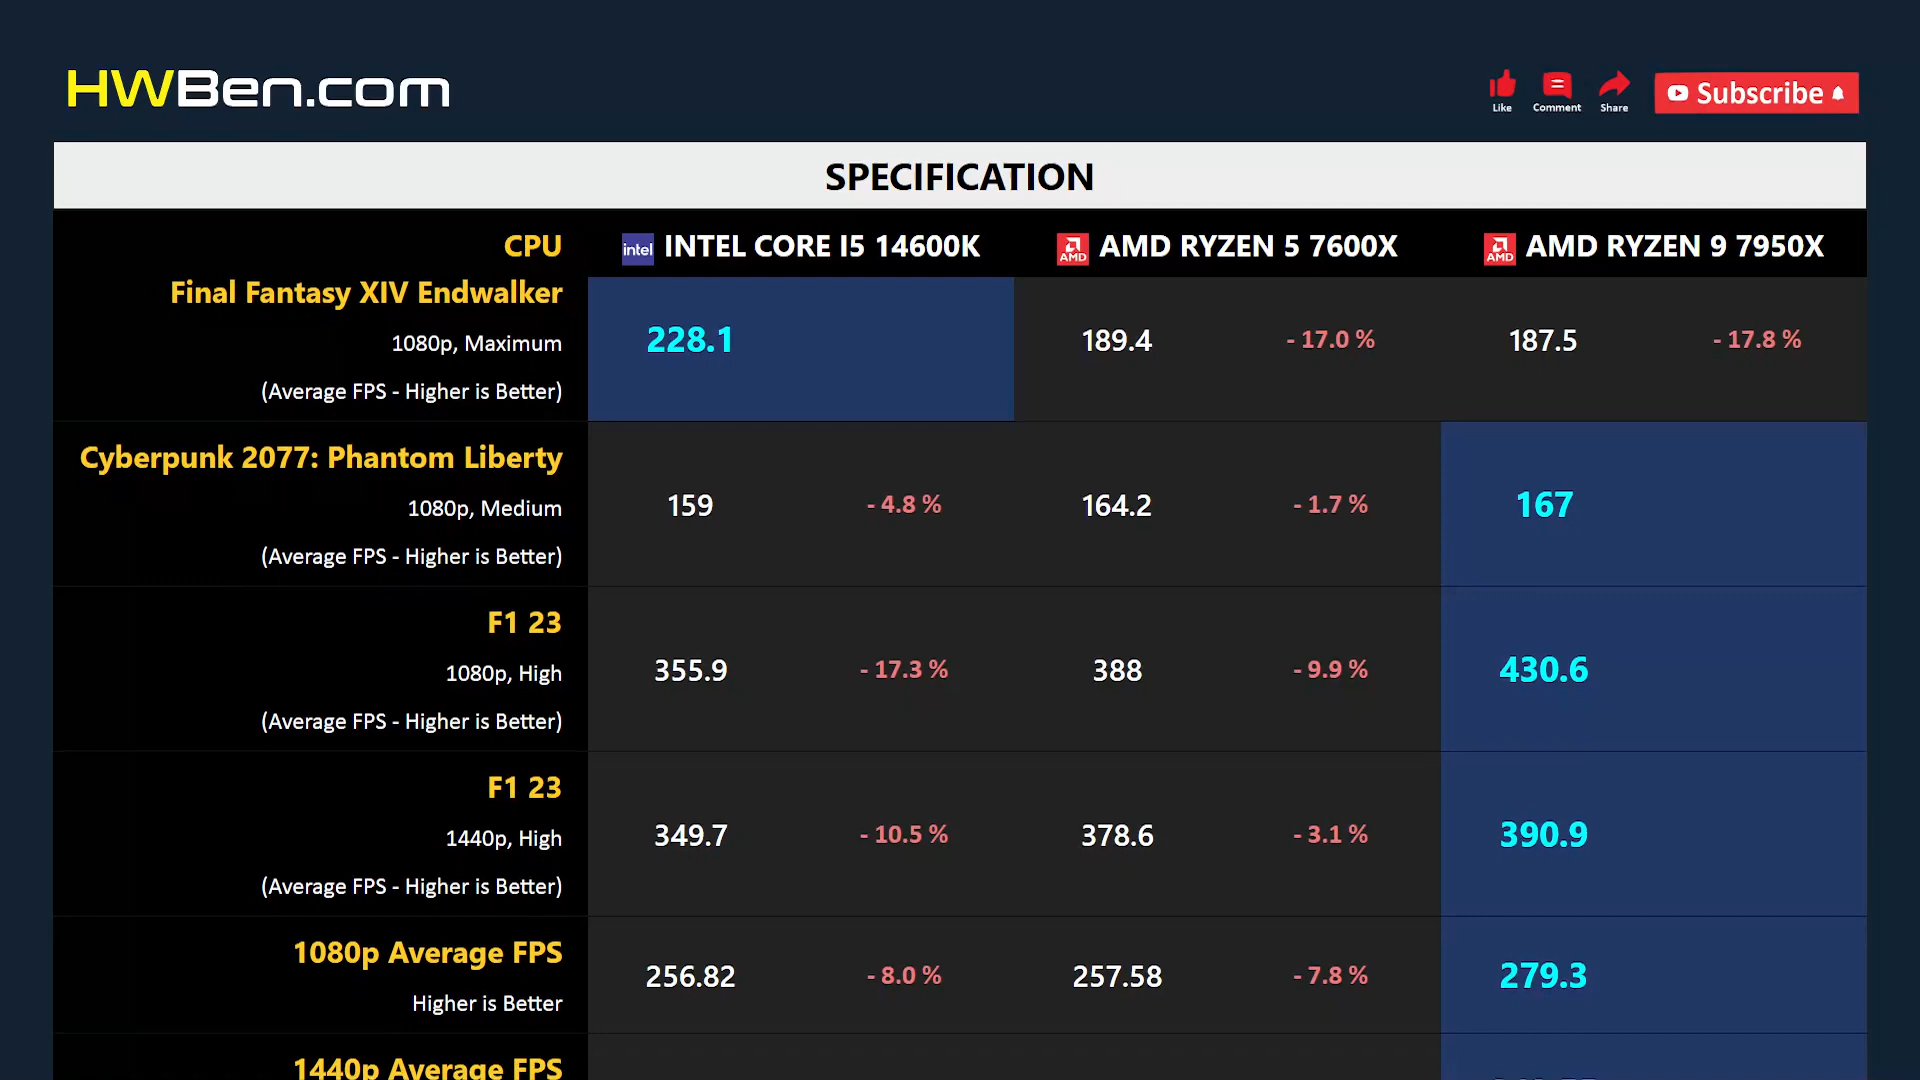 HWBen.com
Like
Comment
Share
Subscribe
SPECIFICATION
CPU
intel INTEL CORE I5 14600K
AMD AMD RYZEN 5 7600X
AMD AMD RYZEN 9 7950X
Final Fantasy XIV Endwalker
1080p, Maximum
(Average FPS - Higher is Better)
228.1
189.4
- 17.0 %
187.5
- 17.8 %
Cyberpunk 2077: Phantom Liberty
1080p, Medium
(Average FPS - Higher is Better)
159
- 4.8 %
164.2
- 1.7 %
167
F1 23
1080p, High
(Average FPS - Higher is Better)
355.9
- 17.3 %
388
- 9.9 %
430.6
F1 23
1440p, High
(Average FPS - Higher is Better)
349.7
- 10.5 %
378.6
- 3.1 %
390.9
1080p Average FPS
Higher is Better
256.82
- 8.0 %
257.58
- 7.8 %
279.3
1440p Average FPS